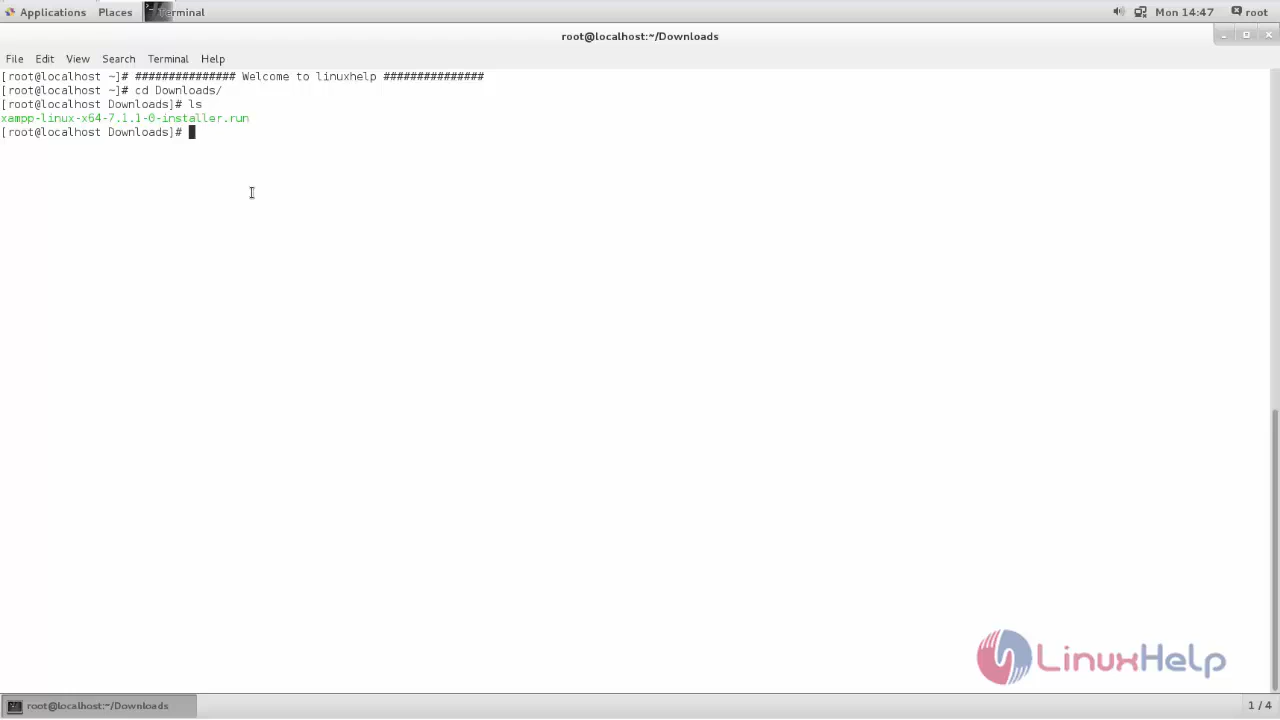 Applications Places Terminal Mon 14:47 root
root@localhost:~/Downloads
File Edit View Search Terminal Help
[root@localhost ~]# ############### Welcome to linuxhelp ###############
[root@localhost ~]# cd Downloads/
[root@localhost Downloads]# ls
xampp-linux-x64-7.1.1-0-installer.run
[root@localhost Downloads]#
LinuxHelp
root@localhost:~/Downloads 1 / 4